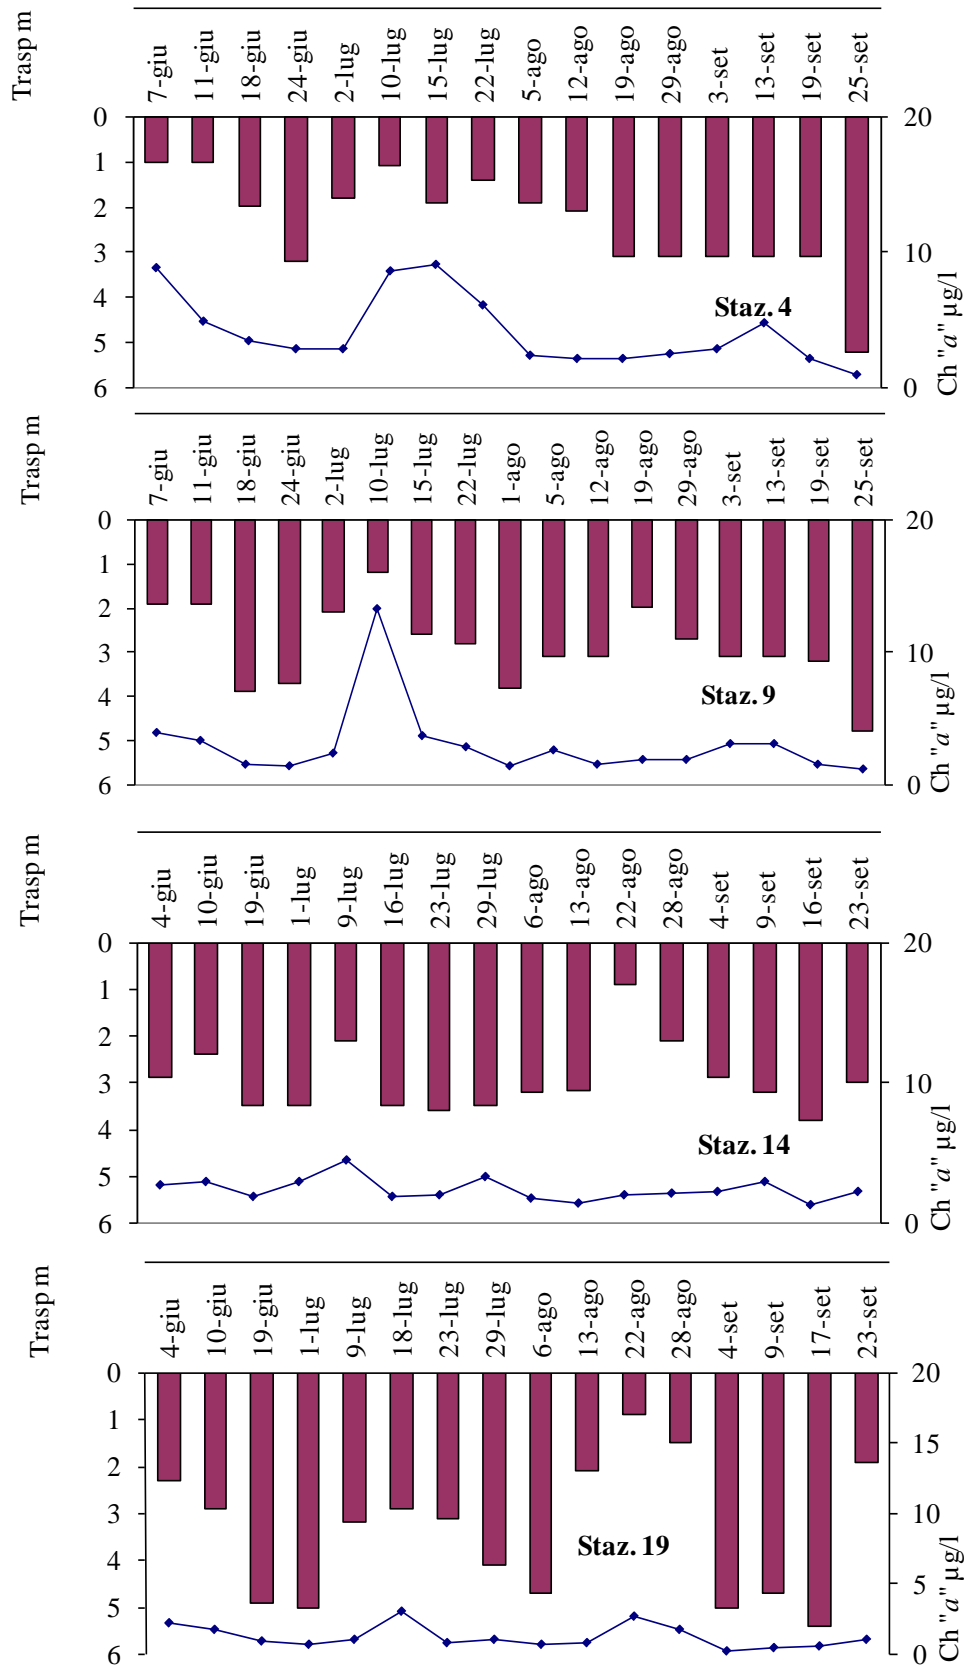 Trasp m
7-giu 11-giu 18-giu 24-giu 2-lug 10-lug 15-lug 22-lug 5-ago 12-ago 19-ago 29-ago 3-set 13-set 19-set 25-set
0 20
1
2
3 10
4
5
6 0
Staz. 4
Ch "a" µg/l
Trasp m
7-giu 11-giu 18-giu 24-giu 2-lug 10-lug 15-lug 22-lug 1-ago 5-ago 12-ago 19-ago 29-ago 3-set 13-set 19-set 25-set
0 20
1
2
3 10
4
5
6 0
Staz. 9
Ch "a" µg/l
Trasp m
4-giu 10-giu 19-giu 1-lug 9-lug 16-lug 23-lug 29-lug 6-ago 13-ago 22-ago 28-ago 4-set 9-set 16-set 23-set
0 20
1
2
3 10
4
5
6 0
Staz. 14
Ch "a" µg/l
Trasp m
4-giu 10-giu 19-giu 1-lug 9-lug 18-lug 23-lug 29-lug 6-ago 13-ago 22-ago 28-ago 4-set 9-set 17-set 23-set
0 20
1 15
2
3 10
4
5 5
6 0
Staz. 19
Ch "a" µg/l